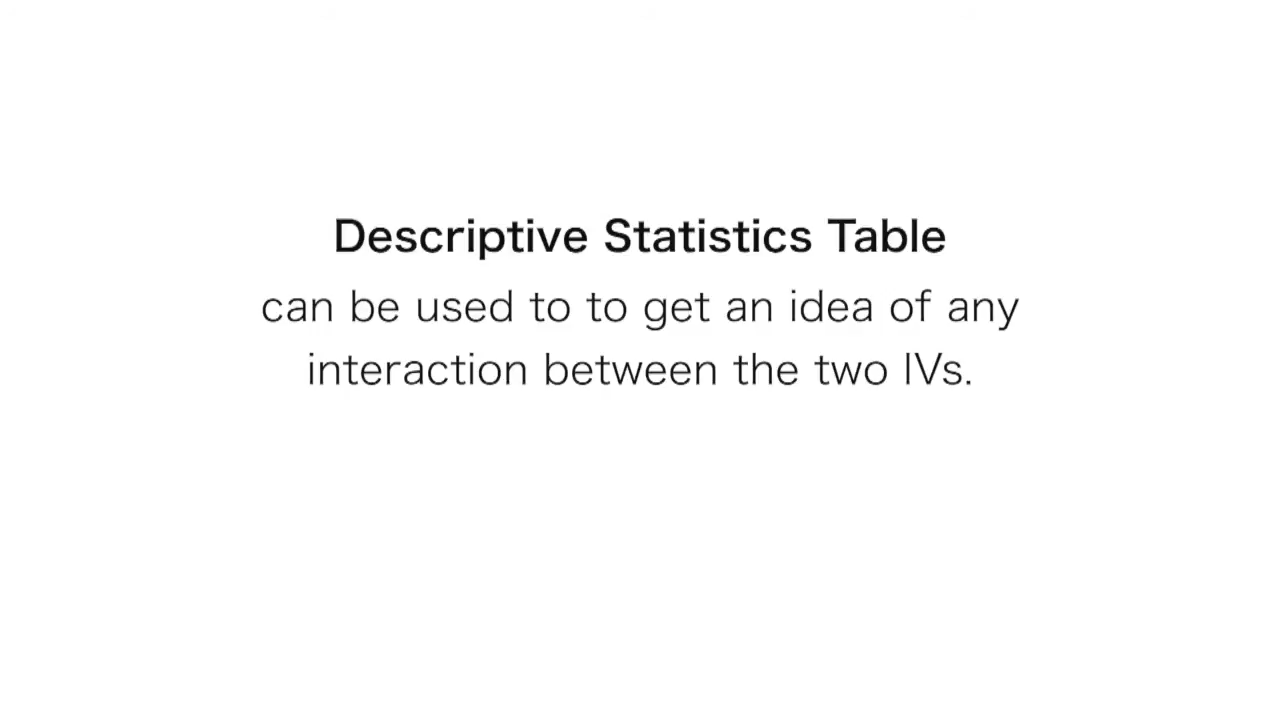 Descriptive Statistics Table
can be used to to get an idea of any
interaction between the two IVs.